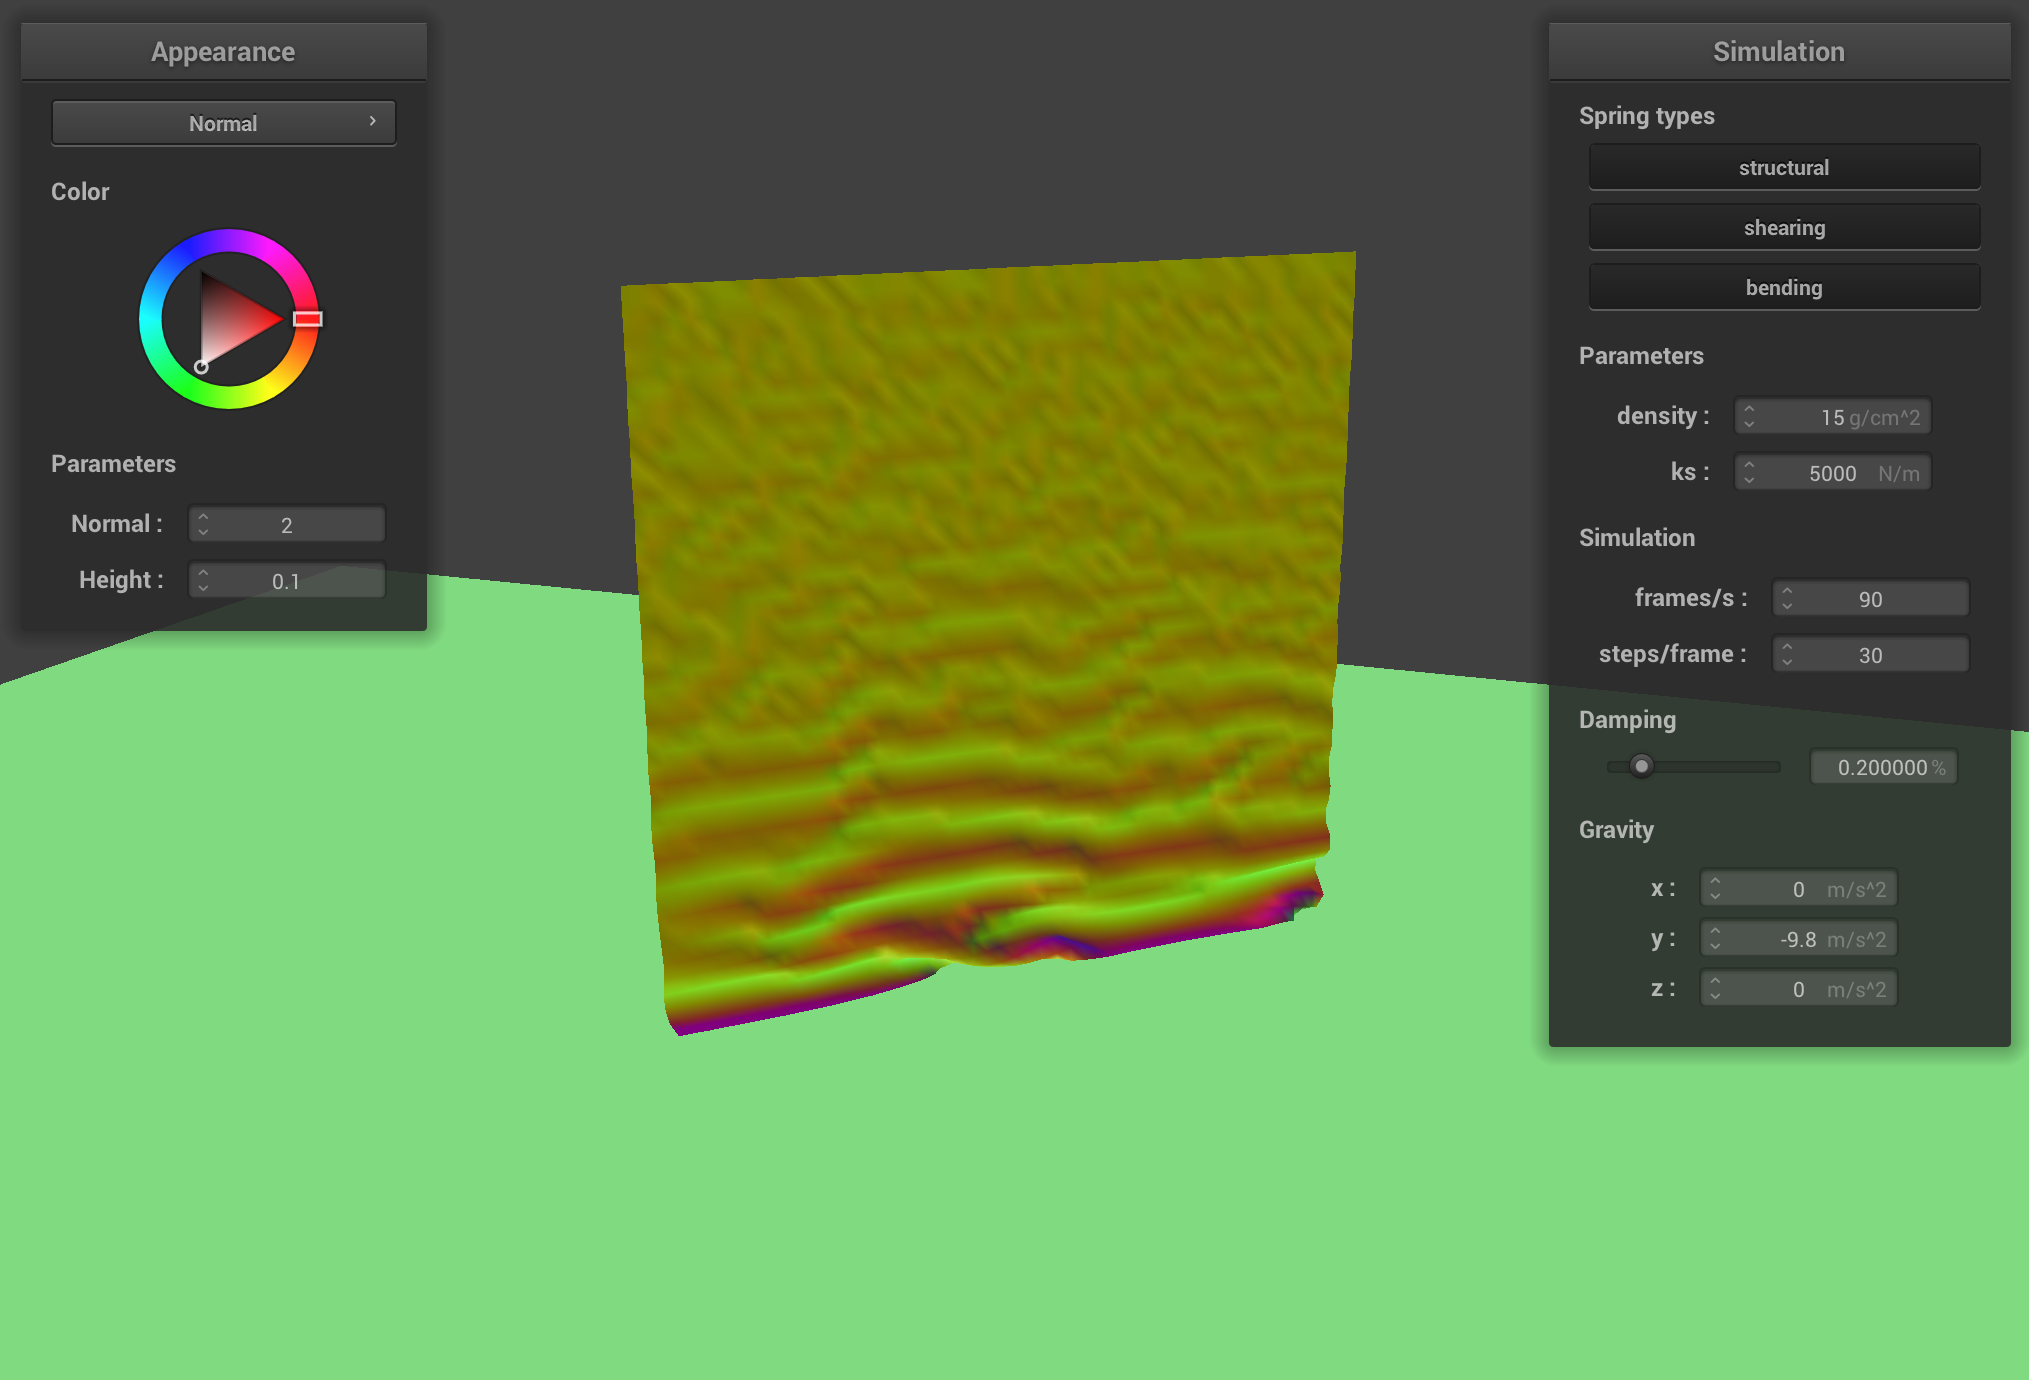 Appearance
Normal
Color
Parameters
Normal : 2
Height : 0.1
Simulation
Spring types
structural
shearing
bending
Parameters
density : 15 g/cm^2
ks : 5000 N/m
Simulation
frames/s : 90
steps/frame : 30
Damping
0.200000 %
Gravity
x : 0 m/s^2
y : -9.8 m/s^2
z : 0 m/s^2